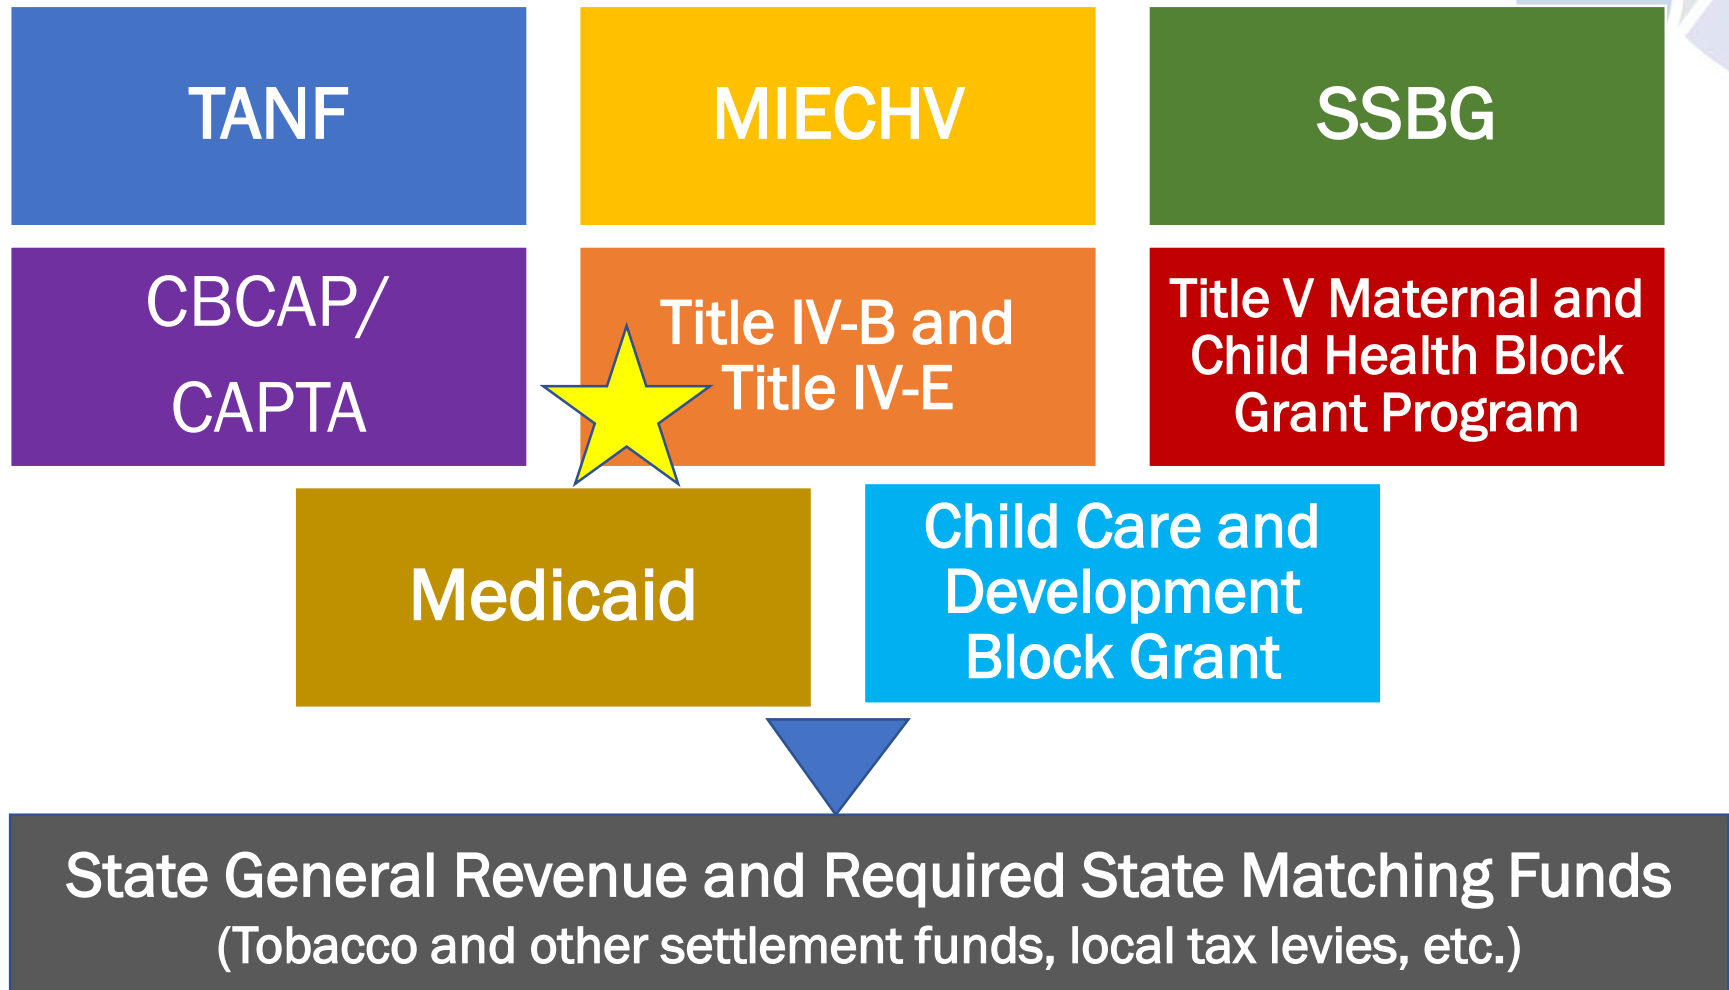 TANF
MIECHV
SSBG
CBCAP/
CAPTA
Title IV-B and
Title IV-E
Title V Maternal and
Child Health Block
Grant Program
Medicaid
Child Care and
Development
Block Grant
State General Revenue and Required State Matching Funds
(Tobacco and other settlement funds, local tax levies, etc.)